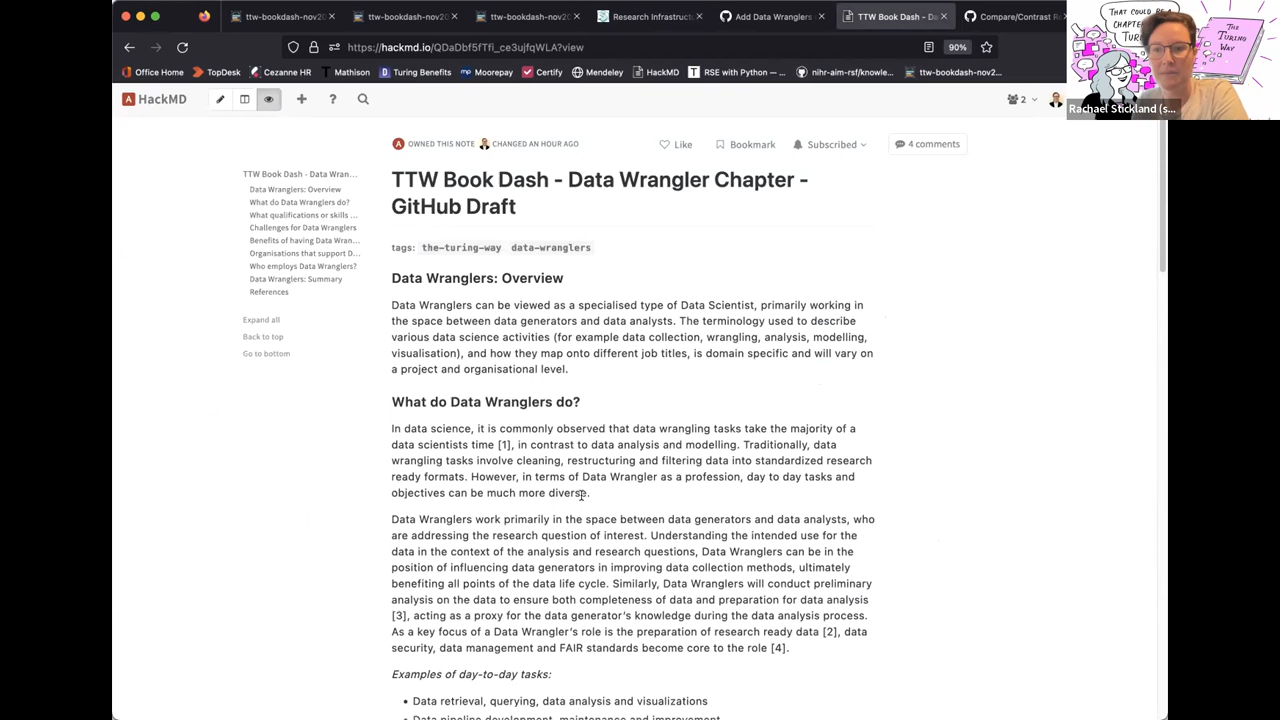 ttw-bookdash-nov20
ttw-bookdash-nov20
ttw-bookdash-nov20
Research Infrastruct
Add Data Wranglers
TTW Book Dash - Da
Compare/Contrast R
https://hackmd.io/QDaDbf5fTfi_ce3ujfqWLA?view
90%
Office Home
TopDesk
Cezanne HR
Mathison
Turing Benefits
Moorepay
Certify
Mendeley
HackMD
RSE with Python –...
nihr-aim-rsf/knowle...
ttw-bookdash-nov2...
THAT COULD BE A
CHAPTER
THE
TURING
WAY
Rachael Stickland (s...
HackMD
2
OWNED THIS NOTE
CHANGED AN HOUR AGO
Like
Bookmark
Subscribed
4 comments
TTW Book Dash - Data Wran...
Data Wranglers: Overview
What do Data Wranglers do?
What qualifications or skills ...
Challenges for Data Wranglers
Benefits of having Data Wran...
Organisations that support D...
Who employs Data Wranglers?
Data Wranglers: Summary
References
Expand all
Back to top
Go to bottom
TTW Book Dash - Data Wrangler Chapter -
GitHub Draft
tags: the-turing-way data-wranglers
Data Wranglers: Overview
Data Wranglers can be viewed as a specialised type of Data Scientist, primarily working in
the space between data generators and data analysts. The terminology used to describe
various data science activities (for example data collection, wrangling, analysis, modelling,
visualisation), and how they map onto different job titles, is domain specific and will vary on
a project and organisational level.
What do Data Wranglers do?
In data science, it is commonly observed that data wrangling tasks take the majority of a
data scientists time [1], in contrast to data analysis and modelling. Traditionally, data
wrangling tasks involve cleaning, restructuring and filtering data into standardized research
ready formats. However, in terms of Data Wrangler as a profession, day to day tasks and
objectives can be much more diverse.
Data Wranglers work primarily in the space between data generators and data analysts, who
are addressing the research question of interest. Understanding the intended use for the
data in the context of the analysis and research questions, Data Wranglers can be in the
position of influencing data generators in improving data collection methods, ultimately
benefiting all points of the data life cycle. Similarly, Data Wranglers will conduct preliminary
analysis on the data to ensure both completeness of data and preparation for data analysis
[3], acting as a proxy for the data generator's knowledge during the data analysis process.
As a key focus of a Data Wrangler's role is the preparation of research ready data [2], data
security, data management and FAIR standards become core to the role [4].
Examples of day-to-day tasks:
• Data retrieval, querying, data analysis and visualizations
• Data pipeline development, maintenance and improvement